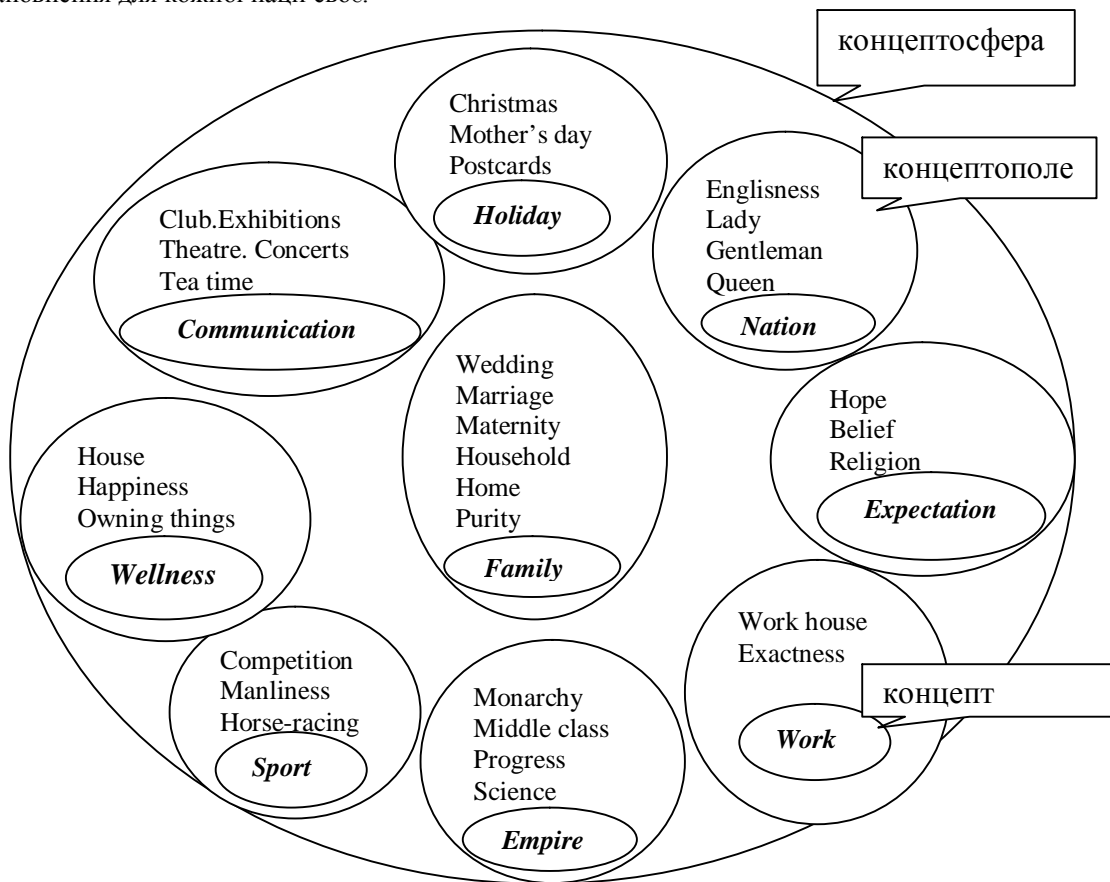 для кожної нації своє.
концептосфера
Christmas
Mother’s day
Postcards
Holiday
концептополе
Englisness
Lady
Gentleman
Queen
Nation
Club.Exhibitions
Theatre. Concerts
Tea time
Communication
Wedding
Marriage
Maternity
Household
Home
Purity
Family
Hope
Belief
Religion
Expectation
House
Happiness
Owning things
Wellness
Work house
Exactness
концепт
Work
Competition
Manliness
Horse-racing
Sport
Monarchy
Middle class
Progress
Science
Empire